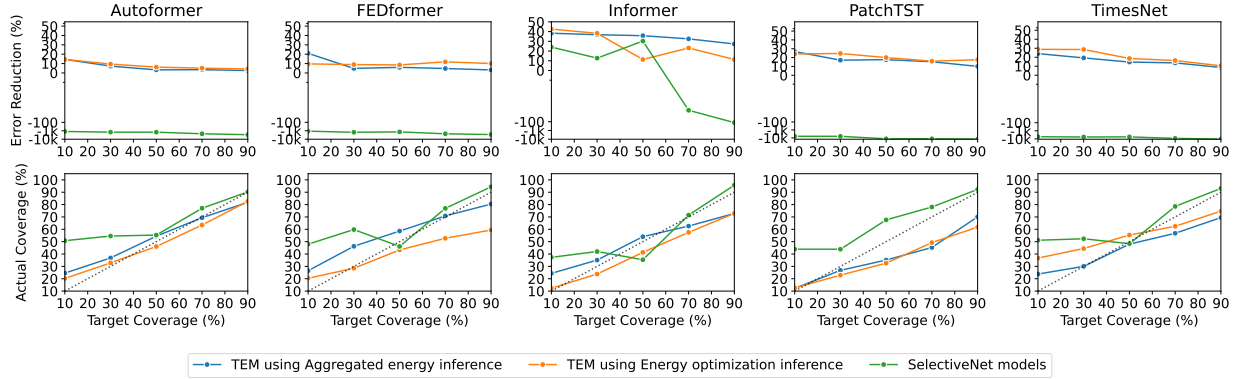 Autoformer FEDformer Informer PatchTST TimesNet
Error Reduction (%)
50
40
30
20
10
0
-100
-1k
-10k
10 20 30 40 50 60 70 80 90
50
40
30
20
10
0
-100
-1k
-10k
10 20 30 40 50 60 70 80 90
50
40
30
20
10
0
-100
-1k
-10k
10 20 30 40 50 60 70 80 90
50
40
30
20
10
0
-100
-1k
-10k
10 20 30 40 50 60 70 80 90
50
40
30
20
10
0
-100
-1k
-10k
10 20 30 40 50 60 70 80 90
Actual Coverage (%)
100
90
80
70
60
50
40
30
20
10
10 20 30 40 50 60 70 80 90
Target Coverage (%)
100
90
80
70
60
50
40
30
20
10
10 20 30 40 50 60 70 80 90
Target Coverage (%)
100
90
80
70
60
50
40
30
20
10
10 20 30 40 50 60 70 80 90
Target Coverage (%)
100
90
80
70
60
50
40
30
20
10
10 20 30 40 50 60 70 80 90
Target Coverage (%)
100
90
80
70
60
50
40
30
20
10
10 20 30 40 50 60 70 80 90
Target Coverage (%)
TEM using Aggregated energy inference TEM using Energy optimization inference SelectiveNet models